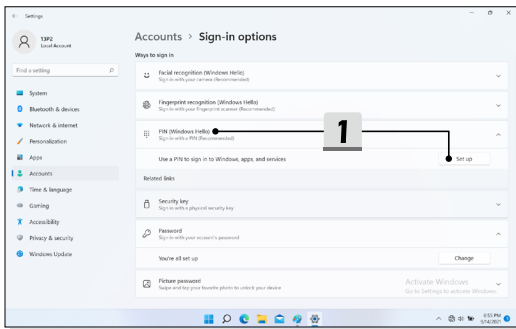 Settings
13P2
Local Account
Find a setting
System
Bluetooth & devices
Network & internet
Personalization
Apps
Accounts
Time & language
Gaming
Accessibility
Privacy & security
Windows Update
Accounts > Sign-in options
Ways to sign in
Facial recognition (Windows Hello)
Sign in with your camera (Recommended)
Fingerprint recognition (Windows Hello)
Sign in with your fingerprint scanner (Recommended)
PIN (Windows Hello)
Sign in with a PIN (Recommended)
1
Use a PIN to sign in to Windows, apps, and services
Set up
Related links
Security key
Sign in with a physical security key
Password
Sign in with your account's password
You're all set up
Change
Picture password
Swipe and tap your favorite photo to unlock your device
Activate Windows
Go to Settings to activate Windows.
6:53 PM
9/14/2021